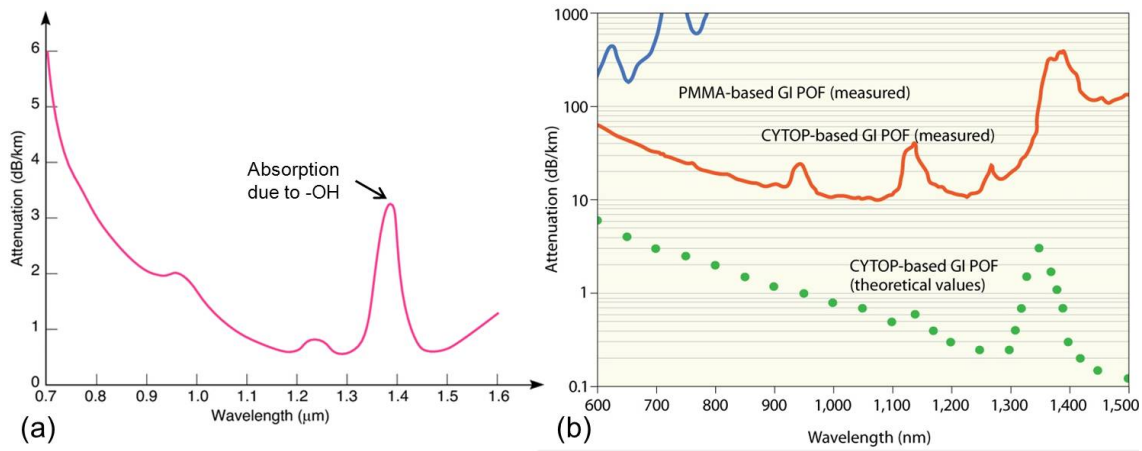 Attenuation (dB/km)
6
5
4
3
2
1
0
Absorption
due to -OH
0.7 0.8 0.9 1.0 1.1 1.2 1.3 1.4 1.5 1.6
Wavelength (μm)
(a)
Attenuation (dB/km)
1000
100
10
1
0.1
PMMA-based GI POF (measured)
CYTOP-based GI POF (measured)
CYTOP-based GI POF
(theoretical values)
600 700 800 900 1,000 1,100 1,200 1,300 1,400 1,500
Wavelength (nm)
(b)